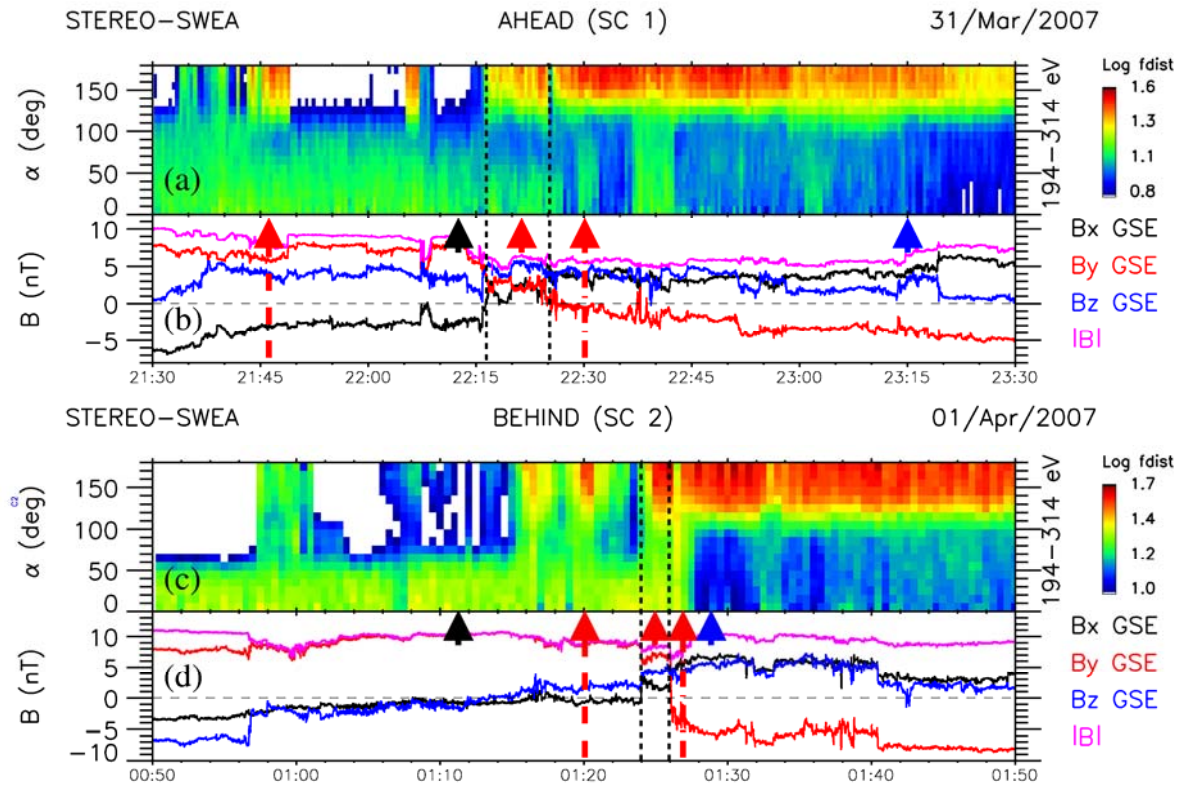 STEREO-SWEA AHEAD (SC 1) 31/Mar/2007
α (deg)
150
100
50
0
(a)
194-314 eV
Log fdist
1.6
1.4
1.1
0.8
B (nT)
10
5
0
-5
(b)
Bx GSE
By GSE
Bz GSE
|B|
21:30 21:45 22:00 22:15 22:30 22:45 23:00 23:15 23:30
STEREO-SWEA BEHIND (SC 2) 01/Apr/2007
α (deg C2
150
100
50
0
(c)
194-314 eV
Log fdist
1.7
1.4
1.2
1.0
B (nT)
10
5
0
-5
-10
(d)
Bx GSE
By GSE
Bz GSE
|B|
00:50 01:00 01:10 01:20 01:30 01:40 01:50